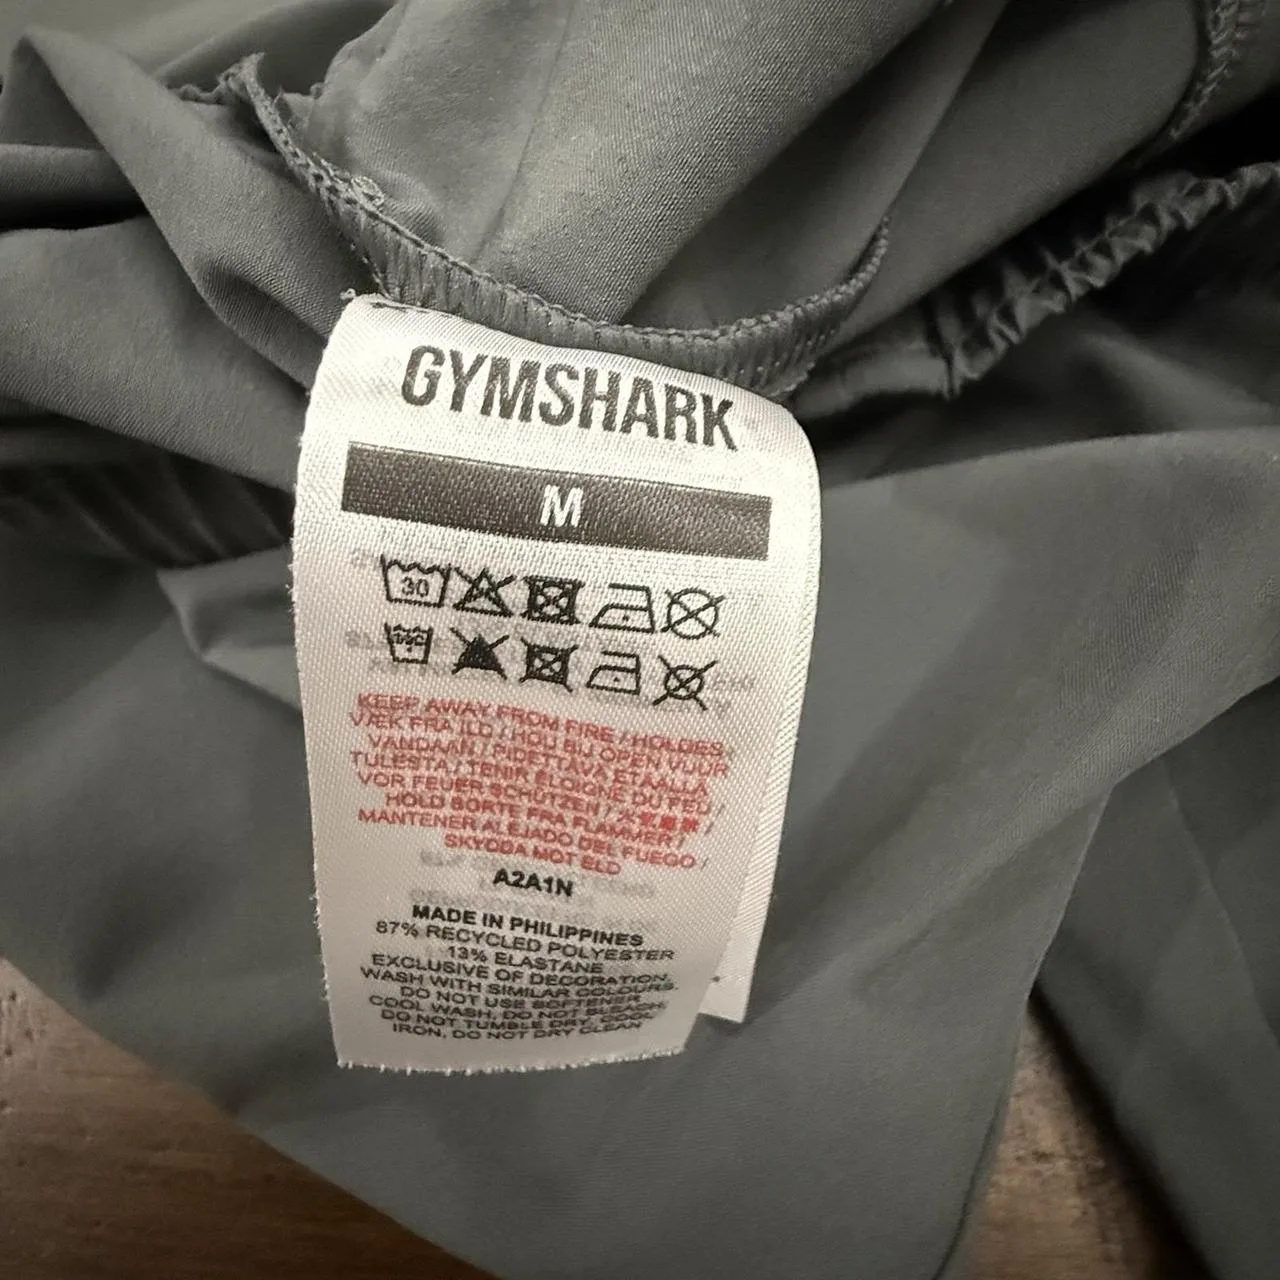 GYMSHARK
M
30
KEEP AWAY FROM FIRE / HOLDES
VÆK FRA ILD / HOU BIJ OPEN VUUR
VANDAAN / PIDETTÄVÄ ETÄÄLLÄ
TULESTA / TENIR ÉLOIGNÉ DU FEU /
VOR FEUER SCHÜTZEN /
HOLD BORTE FRA FLAMMER /
MANTENER ALEJADO DEL FUEGO /
SKYDDA MOT ELD
A2A1N
MADE IN PHILIPPINES
87% RECYCLED POLYESTER
13% ELASTANE
EXCLUSIVE OF DECORATION.
WASH WITH SIMILAR COLOURS.
DO NOT USE SOFTENER
COOL WASH, DO NOT BLEACH,
DO NOT TUMBLE DRY, COOL
IRON, DO NOT DRY CLEAN